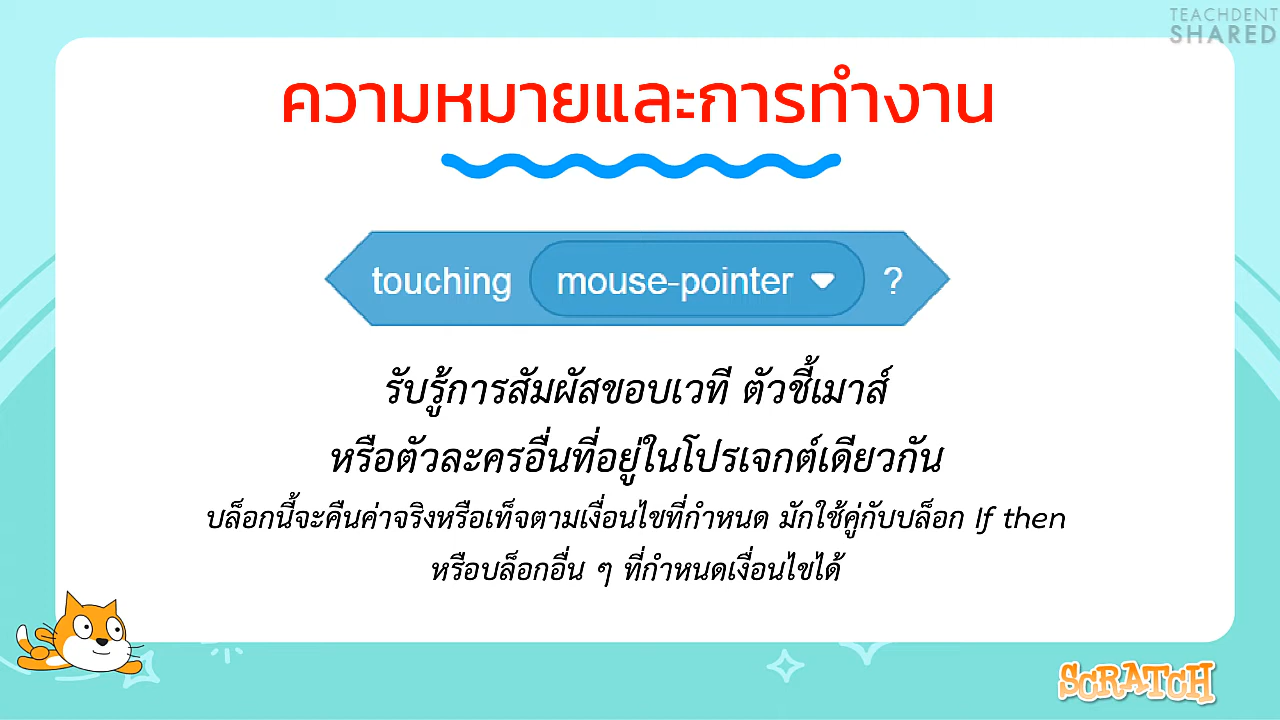 TEACHDENT
SHARED
ความหมายและการทำงาน
touching mouse-pointer ?
รับรู้การสัมผัสขอบเวที ตัวชี้เมาส์
หรือตัวละครอื่นที่อยู่ในโปรเจกต์เดียวกัน
บล็อกนี้จะคืนค่าจริงหรือเท็จตามเงื่อนไขที่กำหนด มักใช้คู่กับบล็อก If then
หรือบล็อกอื่น ๆ ที่กำหนดเงื่อนไขได้
SCRATCH